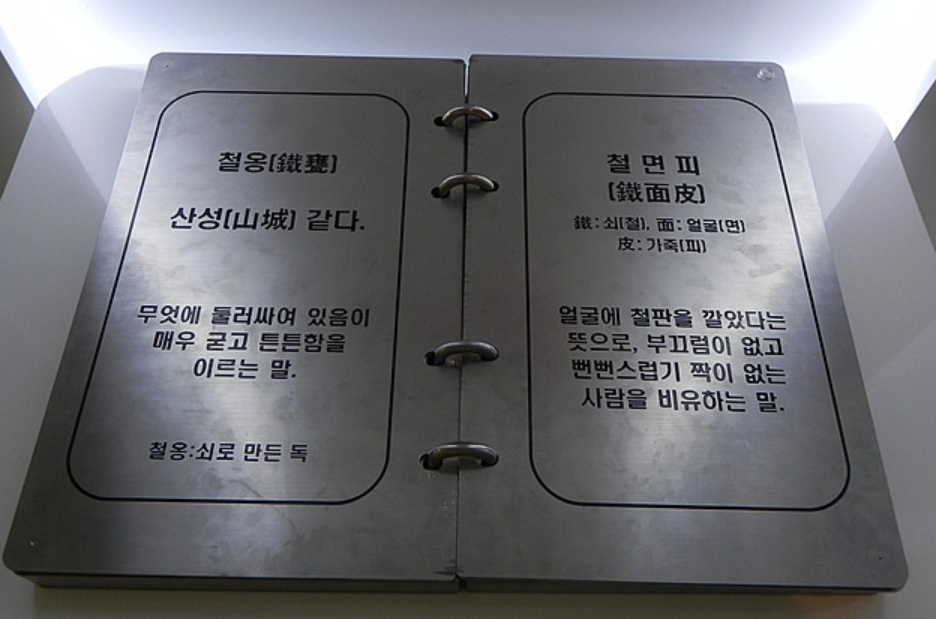 철옹(鐵甕)
산성(山城) 같다.
무엇에 둘러싸여 있음이
매우 굳고 튼튼함을
이르는 말.
철옹:쇠로 만든 독
철 면 피
(鐵面皮)
鐵: 쇠(철), 面: 얼굴(면)
皮: 가죽(피)
얼굴에 철판을 깔았다는
뜻으로, 부끄럼이 없고
뻔뻔스럽기 짝이 없는
사람을 비유하는 말.